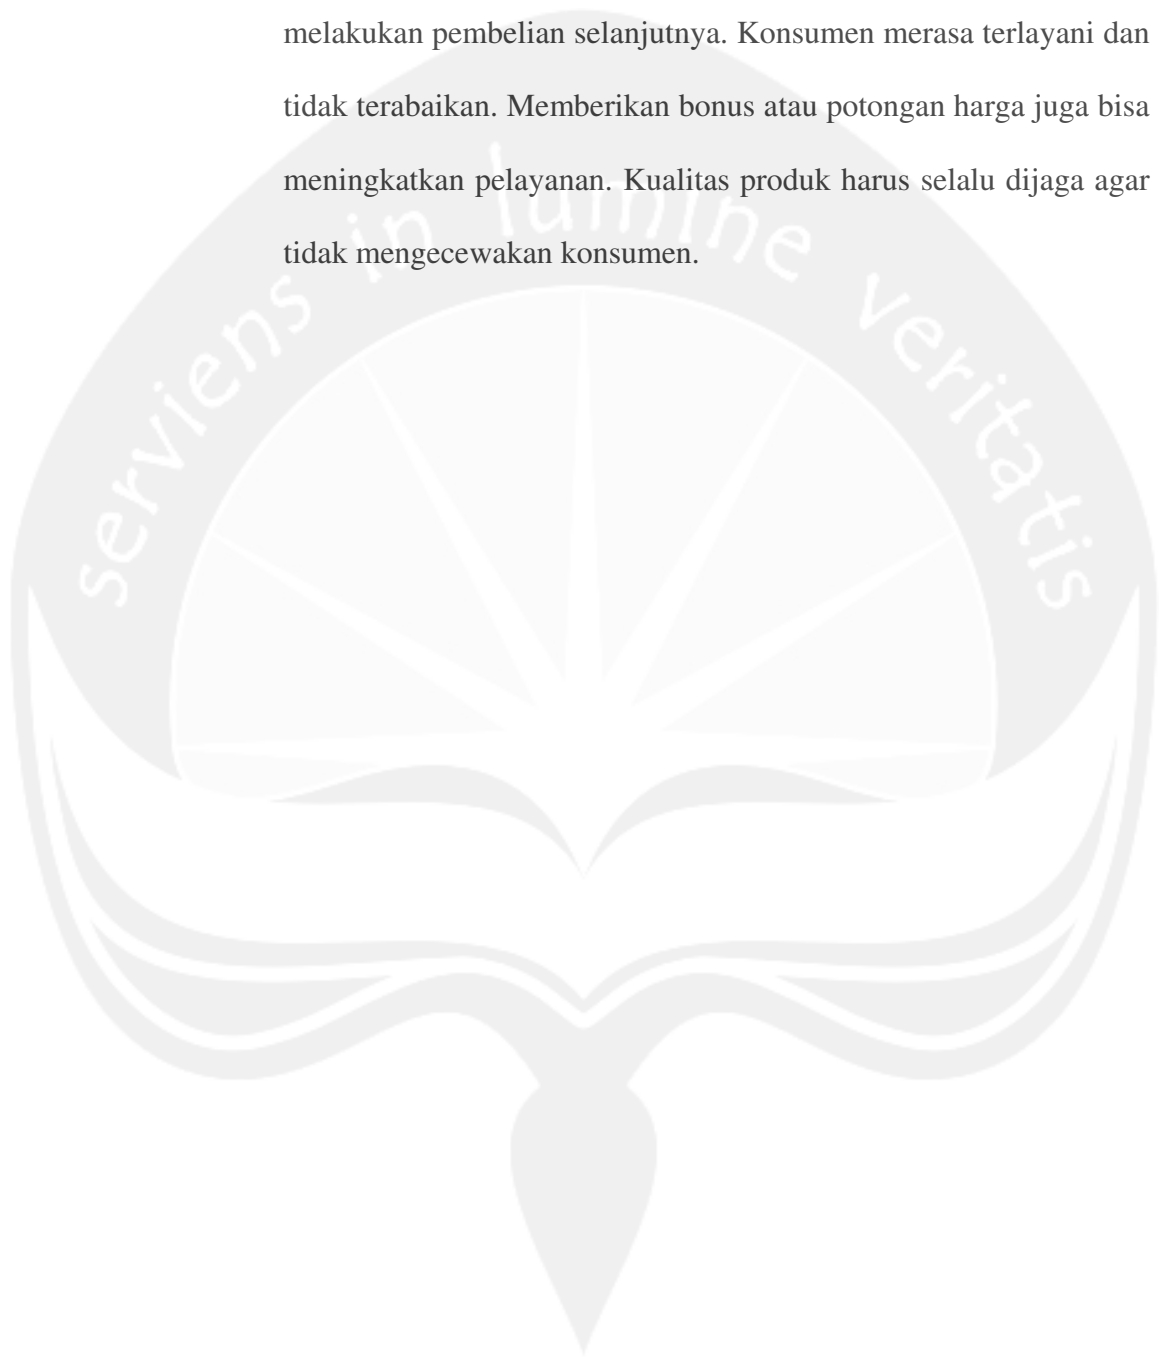 melakukan pembelian selanjutnya. Konsumen merasa terlayani dan
tidak terabaikan. Memberikan bonus atau potongan harga juga bisa
meningkatkan pelayanan. Kualitas produk harus selalu dijaga agar
tidak mengecewakan konsumen.
serviens in lumine veritatis